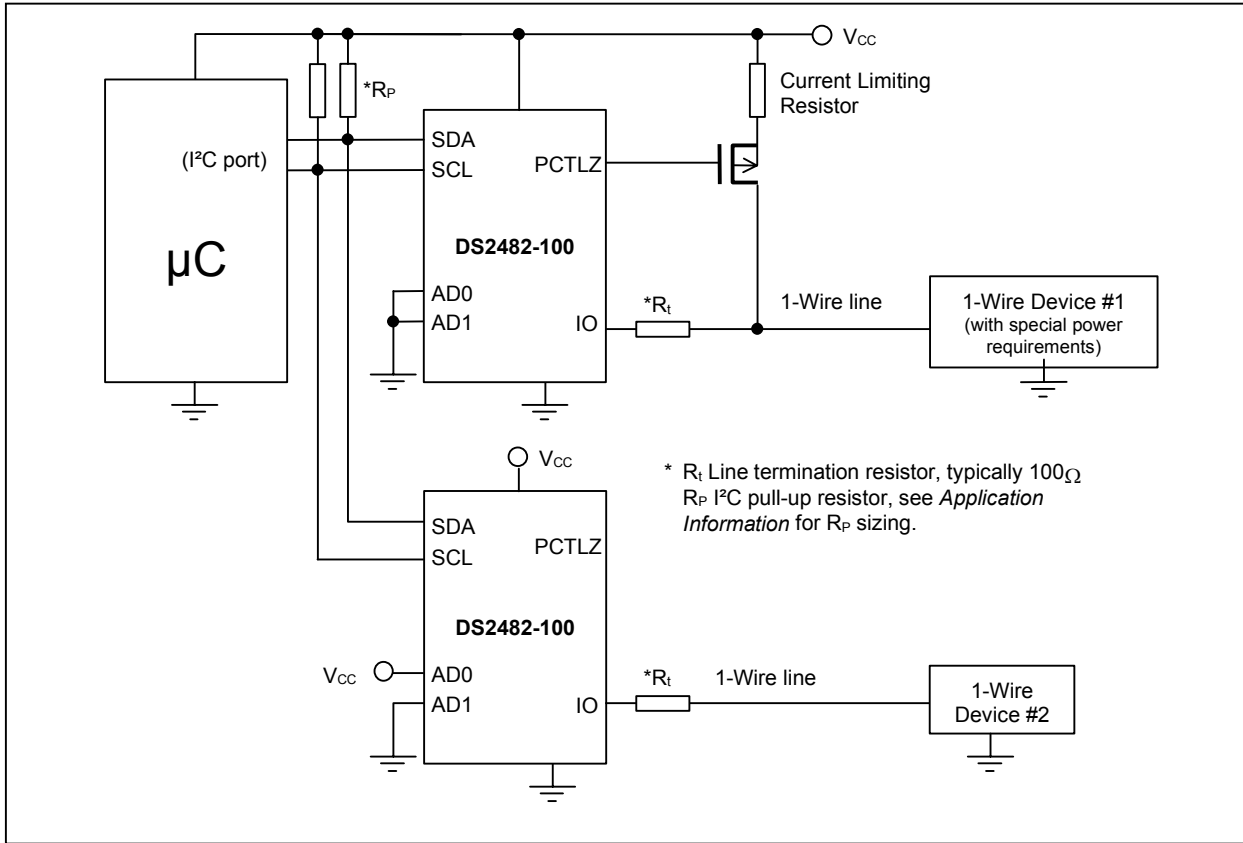 VCC
Current Limiting
Resistor
*RP
(I²C port)
µC
SDA
SCL
PCTLZ
DS2482-100
AD0
AD1
IO
*Rt
1-Wire line
1-Wire Device #1
(with special power
requirements)
VCC
* Rt Line termination resistor, typically 100Ω
RP I²C pull-up resistor, see Application
Information for RP sizing.
SDA
SCL
PCTLZ
DS2482-100
VCC
AD0
AD1
IO
*Rt
1-Wire line
1-Wire
Device #2